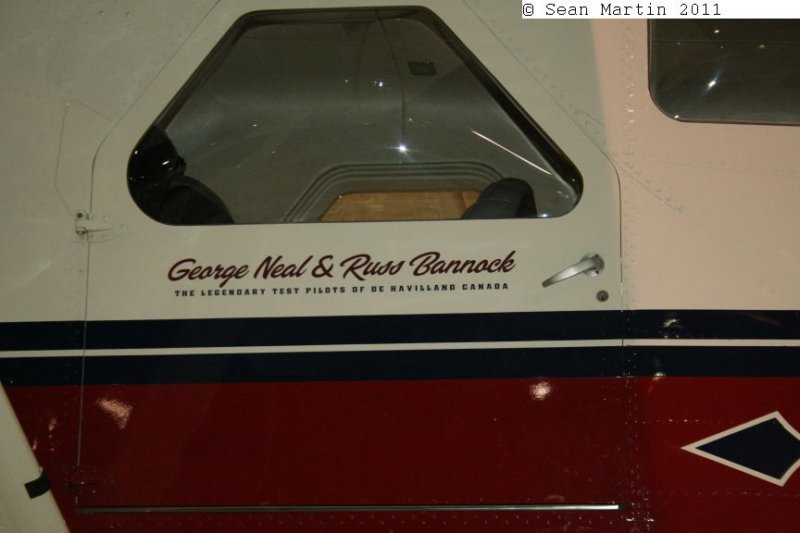 © Sean Martin 2011
George Neal & Russ Bannock
THE LEGENDARY TEST PILOTS OF DE HAVILLAND CANADA